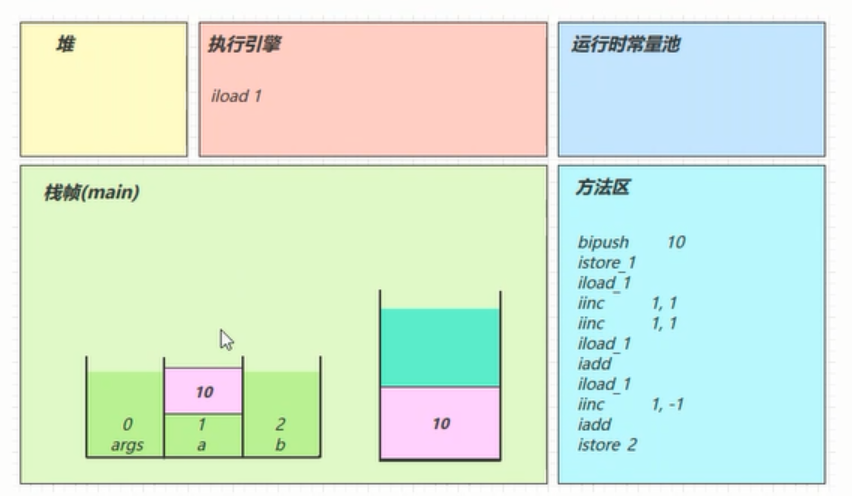 堆
执行引擎
iload 1
运行时常量池
栈帧(main)
10
0 1 2
args a b
10
方法区
bipush 10
istore_1
iload_1
iinc 1, 1
iinc 1, 1
iload_1
iadd
iload_1
iinc 1, -1
iadd
istore 2